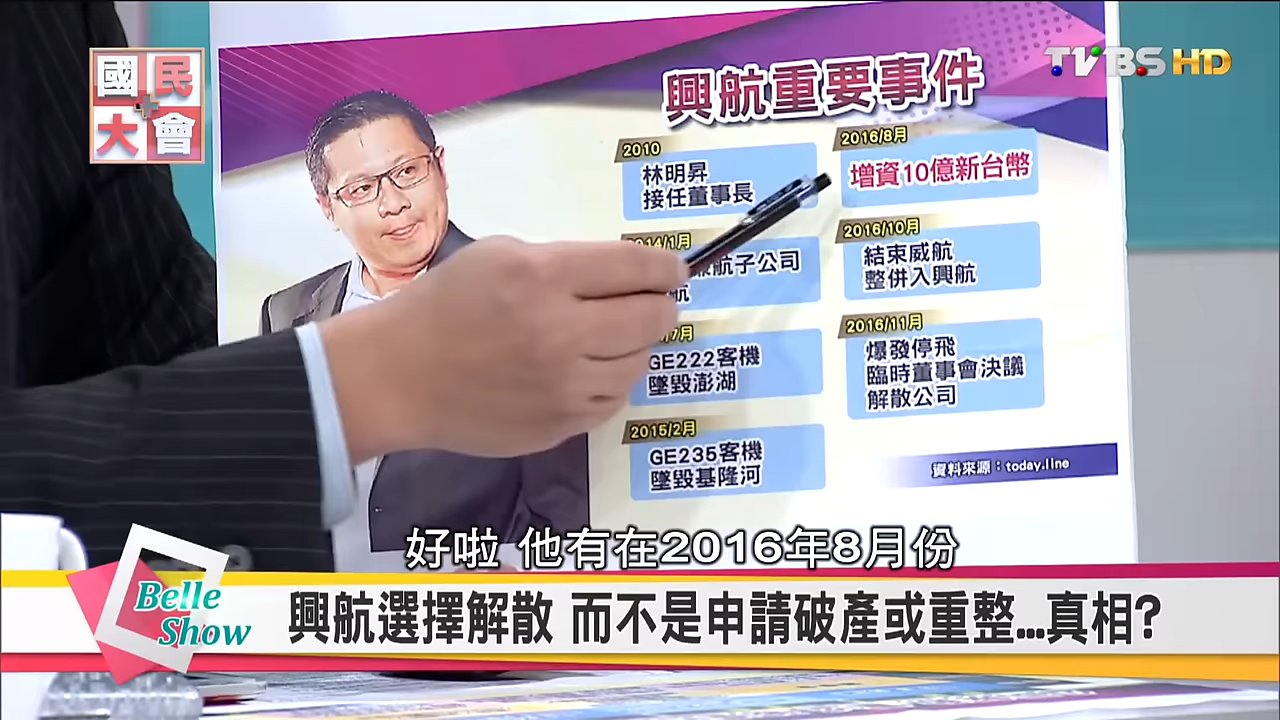 國民
大會
TVBS HD
興航重要事件
2010
林明昇
接任董事長
航子公司
航
7月
GE222客機
墜毀澎湖
2015/2月
GE235客機
墜毀基隆河
2016/8月
增資10億新台幣
2016/10月
結束威航
整併入興航
2016/11月
爆發停飛
臨時董事會決議
解散公司
資料來源：today.line
好啦 他有在2016年8月份
Belle
Show
興航選擇解散 而不是申請破產或重整...真相?